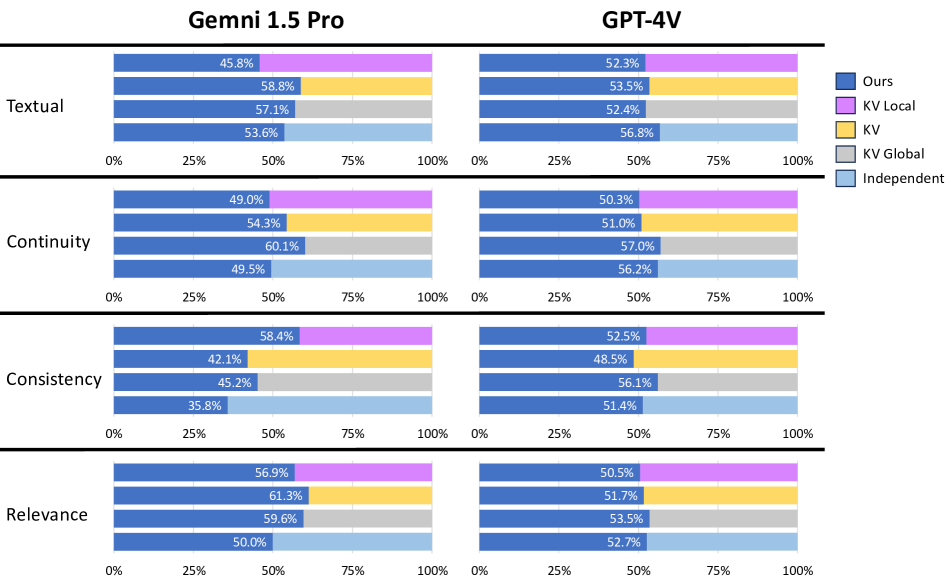 Gemni 1.5 Pro GPT-4V
Textual
45.8%
58.8%
57.1%
53.6%
0% 25% 50% 75% 100%
52.3%
53.5%
52.4%
56.8%
0% 25% 50% 75% 100%
Ours
KV Local
KV
KV Global
Independent
Continuity
49.0%
54.3%
60.1%
49.5%
0% 25% 50% 75% 100%
50.3%
51.0%
57.0%
56.2%
0% 25% 50% 75% 100%
Consistency
58.4%
42.1%
45.2%
35.8%
0% 25% 50% 75% 100%
52.5%
48.5%
56.1%
51.4%
0% 25% 50% 75% 100%
Relevance
56.9%
61.3%
59.6%
50.0%
0% 25% 50% 75% 100%
50.5%
51.7%
53.5%
52.7%
0% 25% 50% 75% 100%